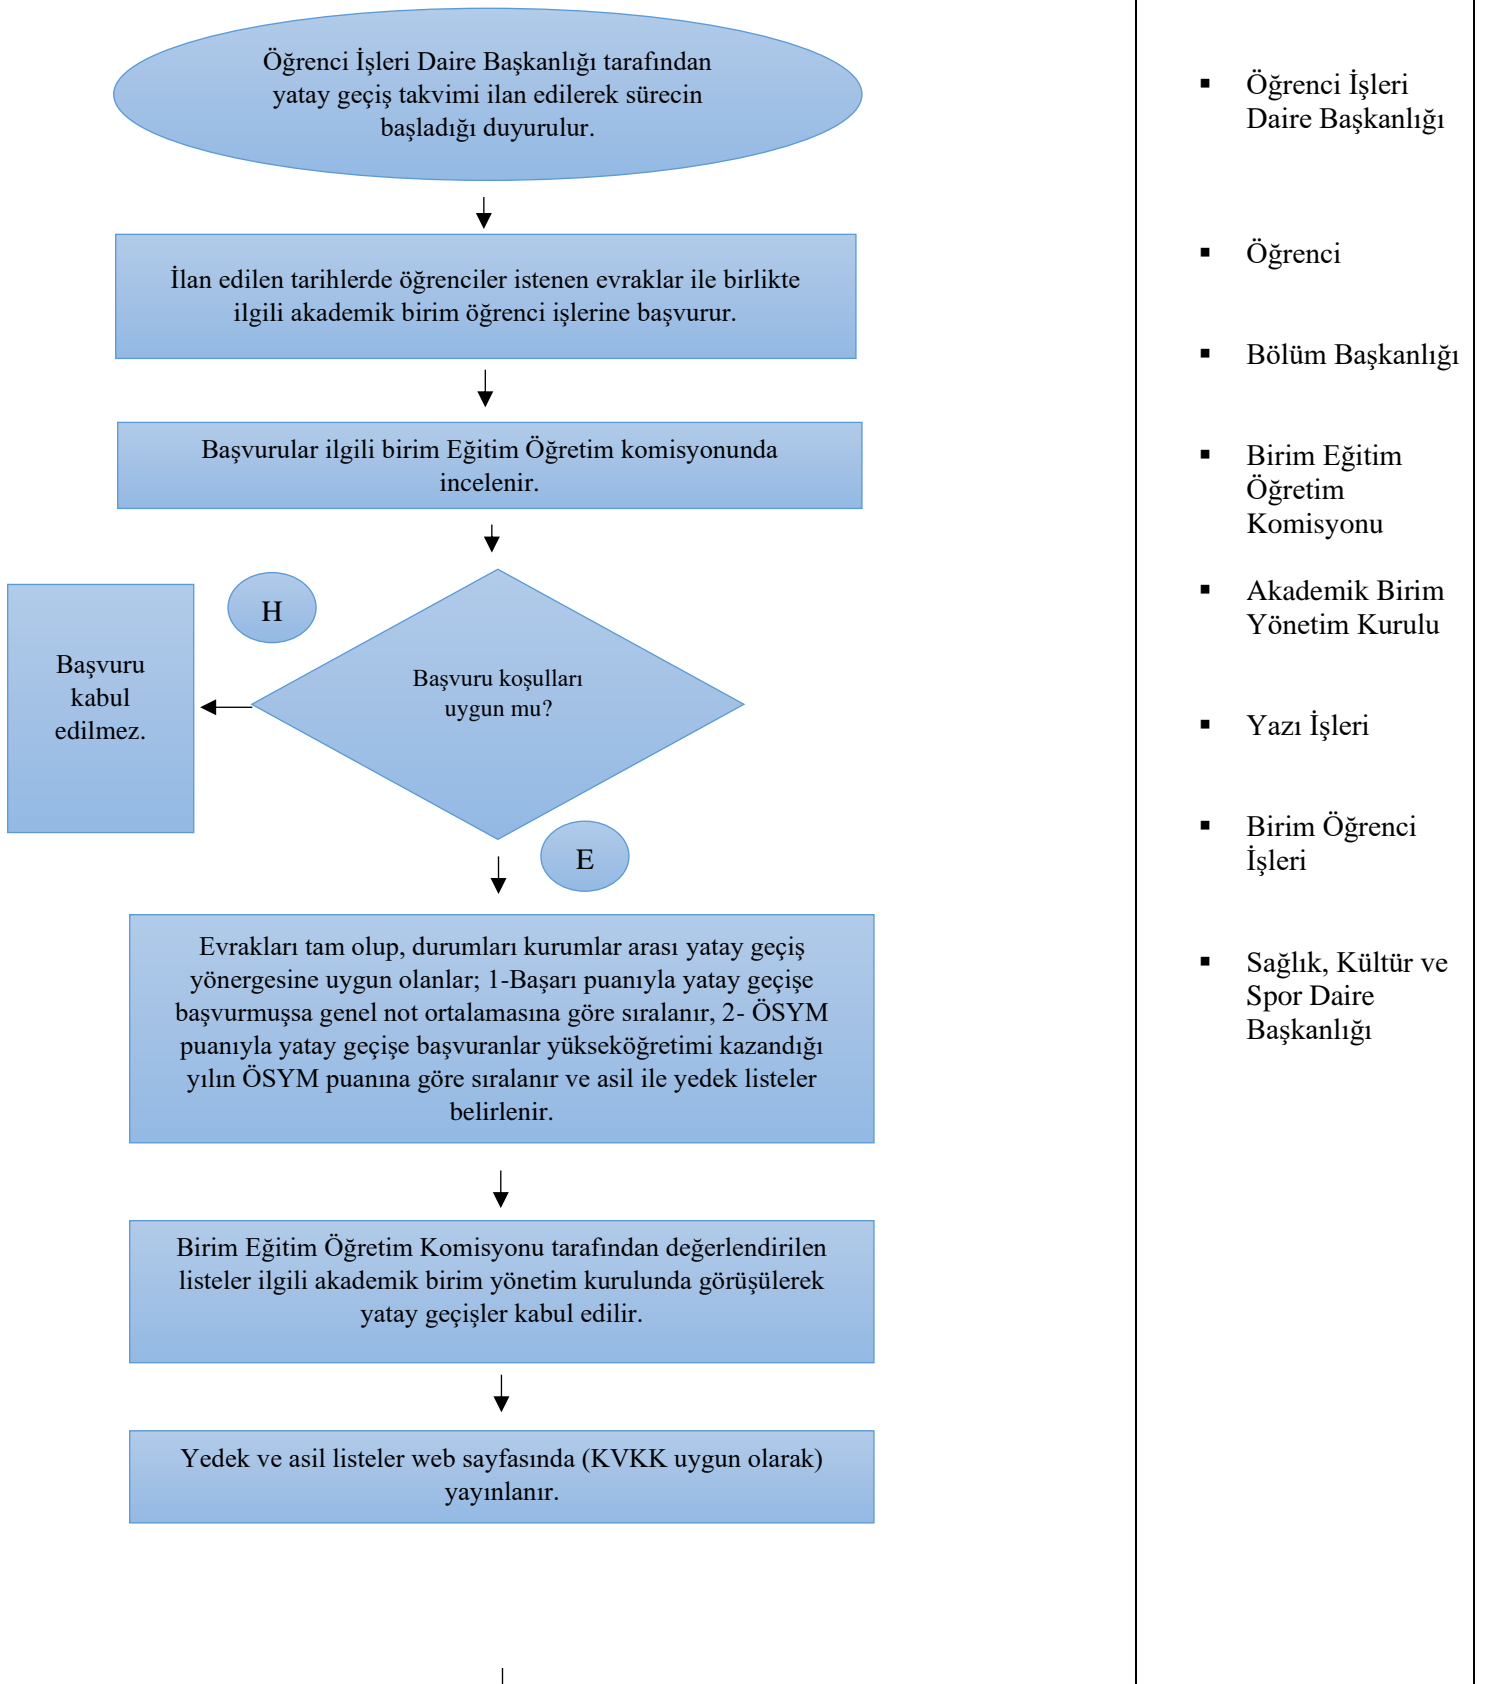 Öğrenci İşleri Daire Başkanlığı tarafından
yatay geçiş takvimi ilan edilerek sürecin
başladığı duyurulur.
İlan edilen tarihlerde öğrenciler istenen evraklar ile birlikte
ilgili akademik birim öğrenci işlerine başvurur.
Başvurular ilgili birim Eğitim Öğretim komisyonunda
incelenir.
H
Başvuru
kabul
edilmez.
Başvuru koşulları
uygun mu?
E
Evrakları tam olup, durumları kurumlar arası yatay geçiş
yönergesine uygun olanlar; 1-Başarı puanıyla yatay geçişe
başvurmuşsa genel not ortalamasına göre sıralanır, 2- ÖSYM
puanıyla yatay geçişe başvuranlar yükseköğretimi kazandığı
yılın ÖSYM puanına göre sıralanır ve asil ile yedek listeler
belirlenir.
Birim Eğitim Öğretim Komisyonu tarafından değerlendirilen
listeler ilgili akademik birim yönetim kurulunda görüşülerek
yatay geçişler kabul edilir.
Yedek ve asil listeler web sayfasında (KVKK uygun olarak)
yayınlanır.
▪ Öğrenci İşleri
Daire Başkanlığı
▪ Öğrenci
▪ Bölüm Başkanlığı
▪ Birim Eğitim
Öğretim
Komisyonu
▪ Akademik Birim
Yönetim Kurulu
▪ Yazı İşleri
▪ Birim Öğrenci
İşleri
▪ Sağlık, Kültür ve
Spor Daire
Başkanlığı